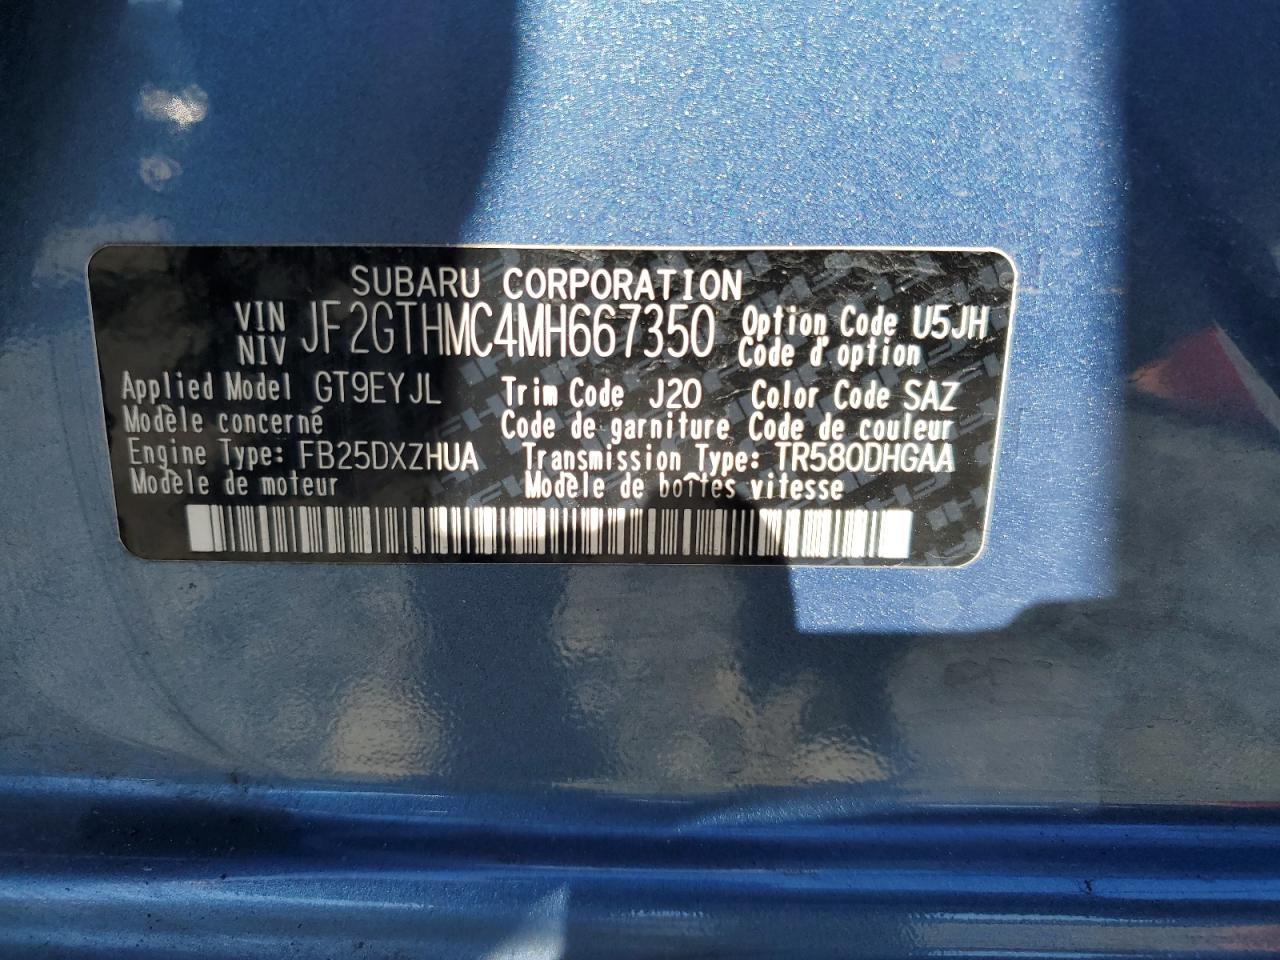 SUBARU CORPORATION
VIN NIV JF2GTHMC4MH667350 Option Code U5JH
Code d'option
Applied Model GT9EYJL Trim Code J20 Color Code SAZ
Modèle concerné Code de garniture Code de couleur
Engine Type: FB25DXZHUA Transmission Type: TR580DHGAA
Modèle de moteur Modèle de boîtes vitesse